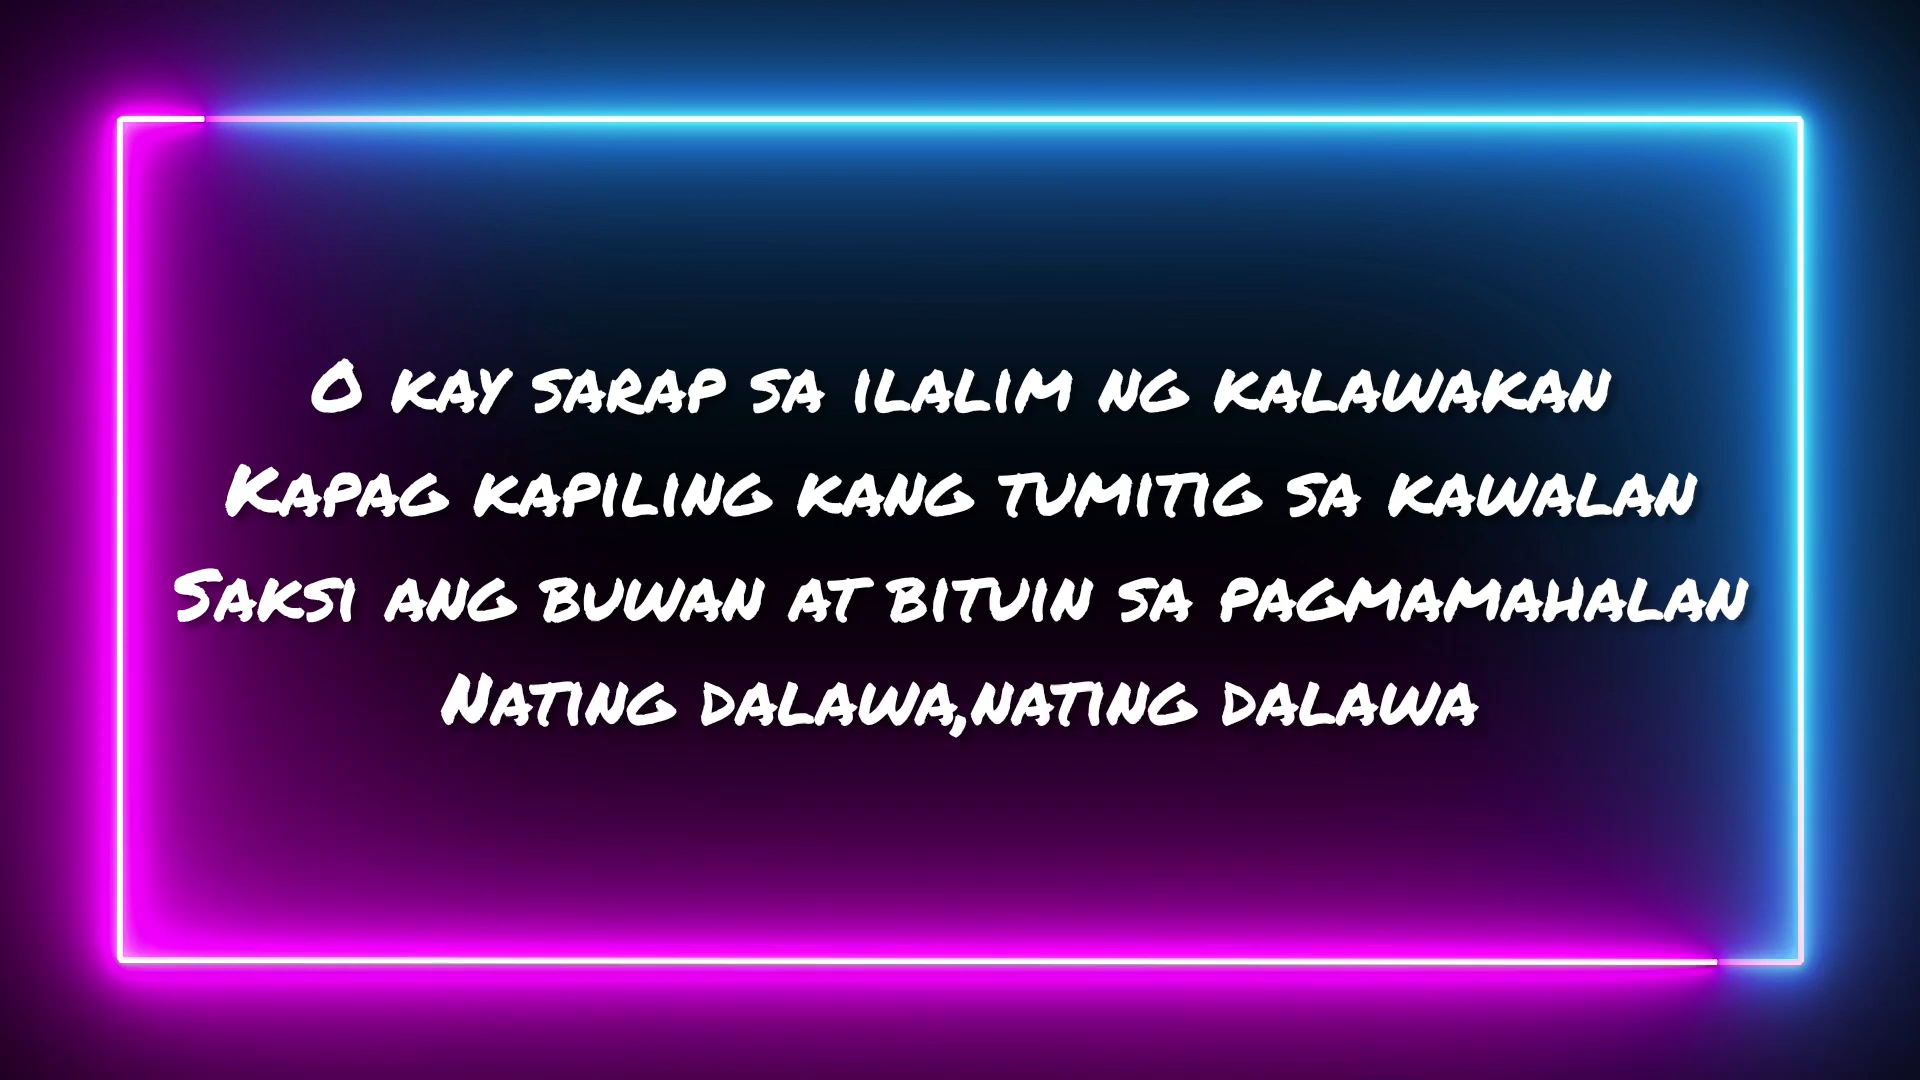 O kay sarap sa ilalim ng kalawakan
Kapag kapiling kang tumitig sa kawalan
Saksi ang buwan at bituin sa pagmamahalan
Nating dalawa,nating dalawa